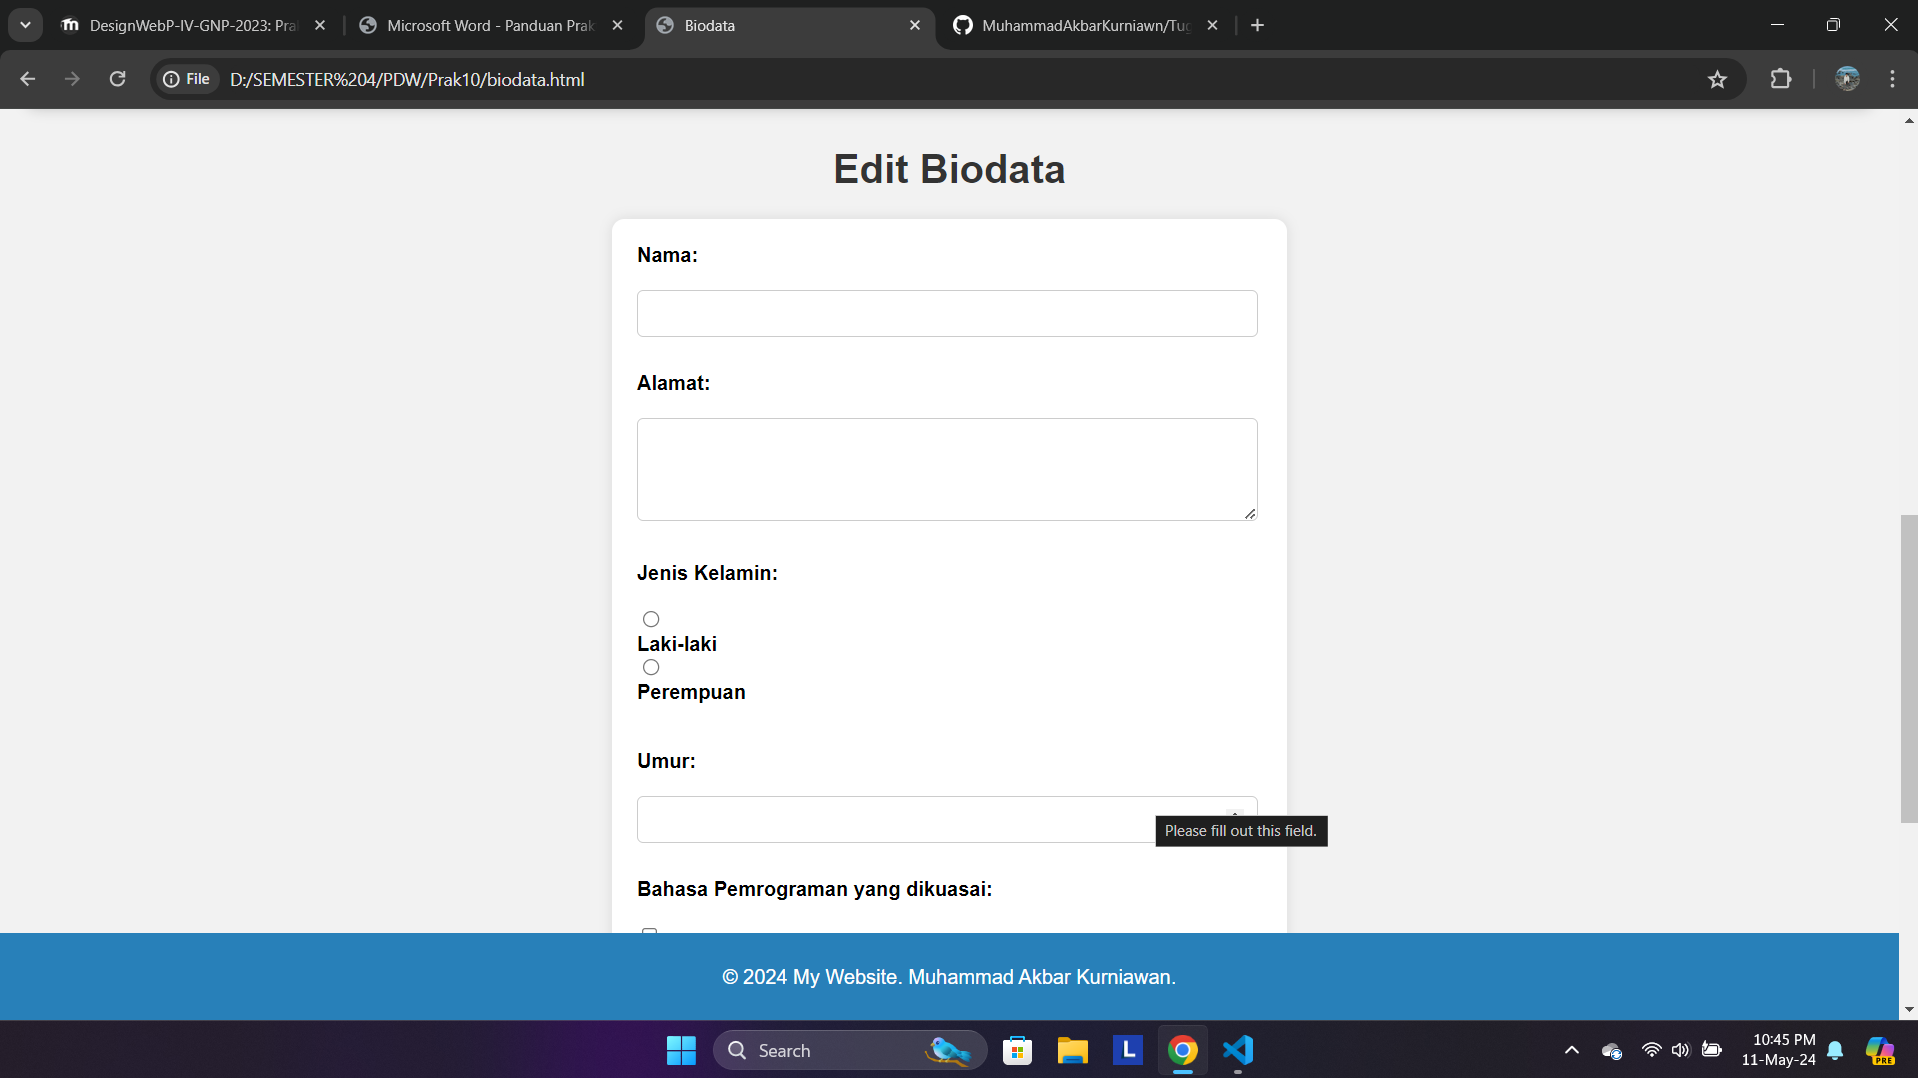 DesignWebP-IV-GNP-2023: Pra
Microsoft Word - Panduan Prak
Biodata
MuhammadAkbarKurniawn/Tug
File
D:/SEMESTER%204/PDW/Prak10/biodata.html
Edit Biodata
Nama:
Alamat:
Jenis Kelamin:
Laki-laki
Perempuan
Umur:
Please fill out this field.
Bahasa Pemrograman yang dikuasai:
© 2024 My Website. Muhammad Akbar Kurniawan.
Search
L
10:45 PM
11-May-24
PRE